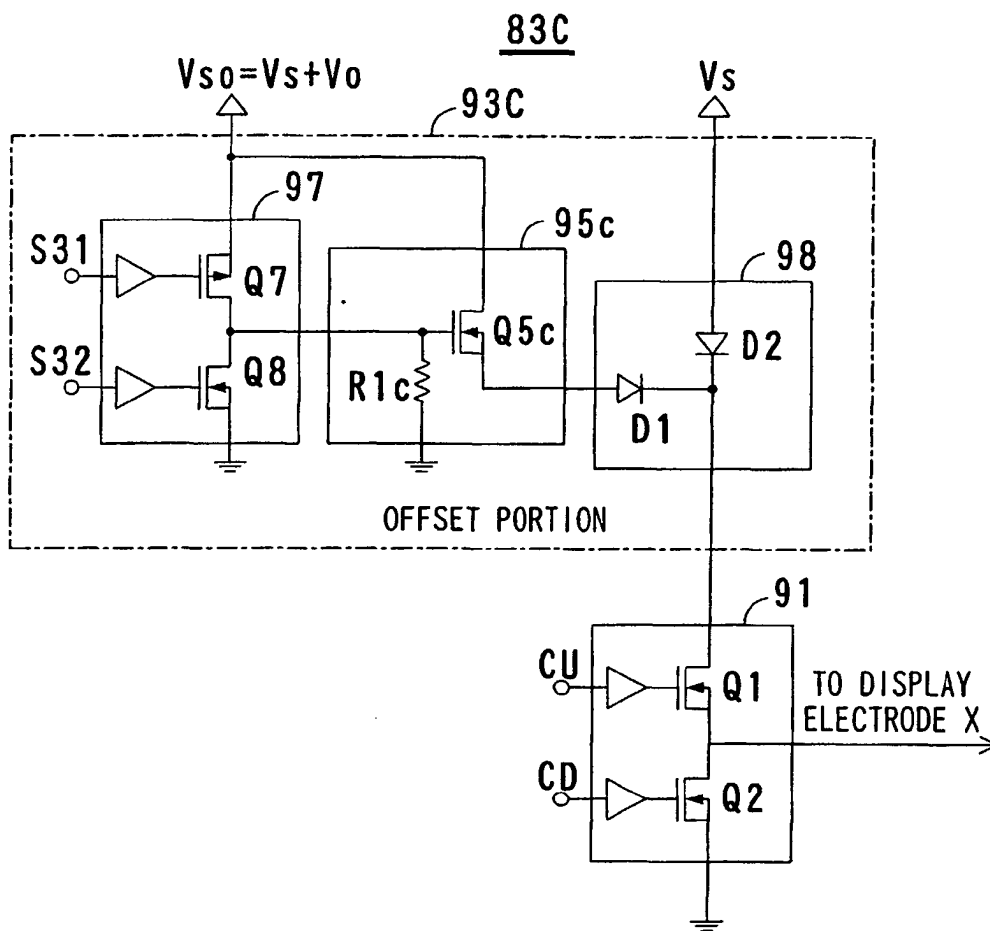 83C
Vso=Vs+Vo
Vs
93C
97
95c
98
S31
Q7
Q5c
D2
S32
Q8
R1c
D1
OFFSET PORTION
91
CU
Q1
TO DISPLAY
ELECTRODE X
CD
Q2